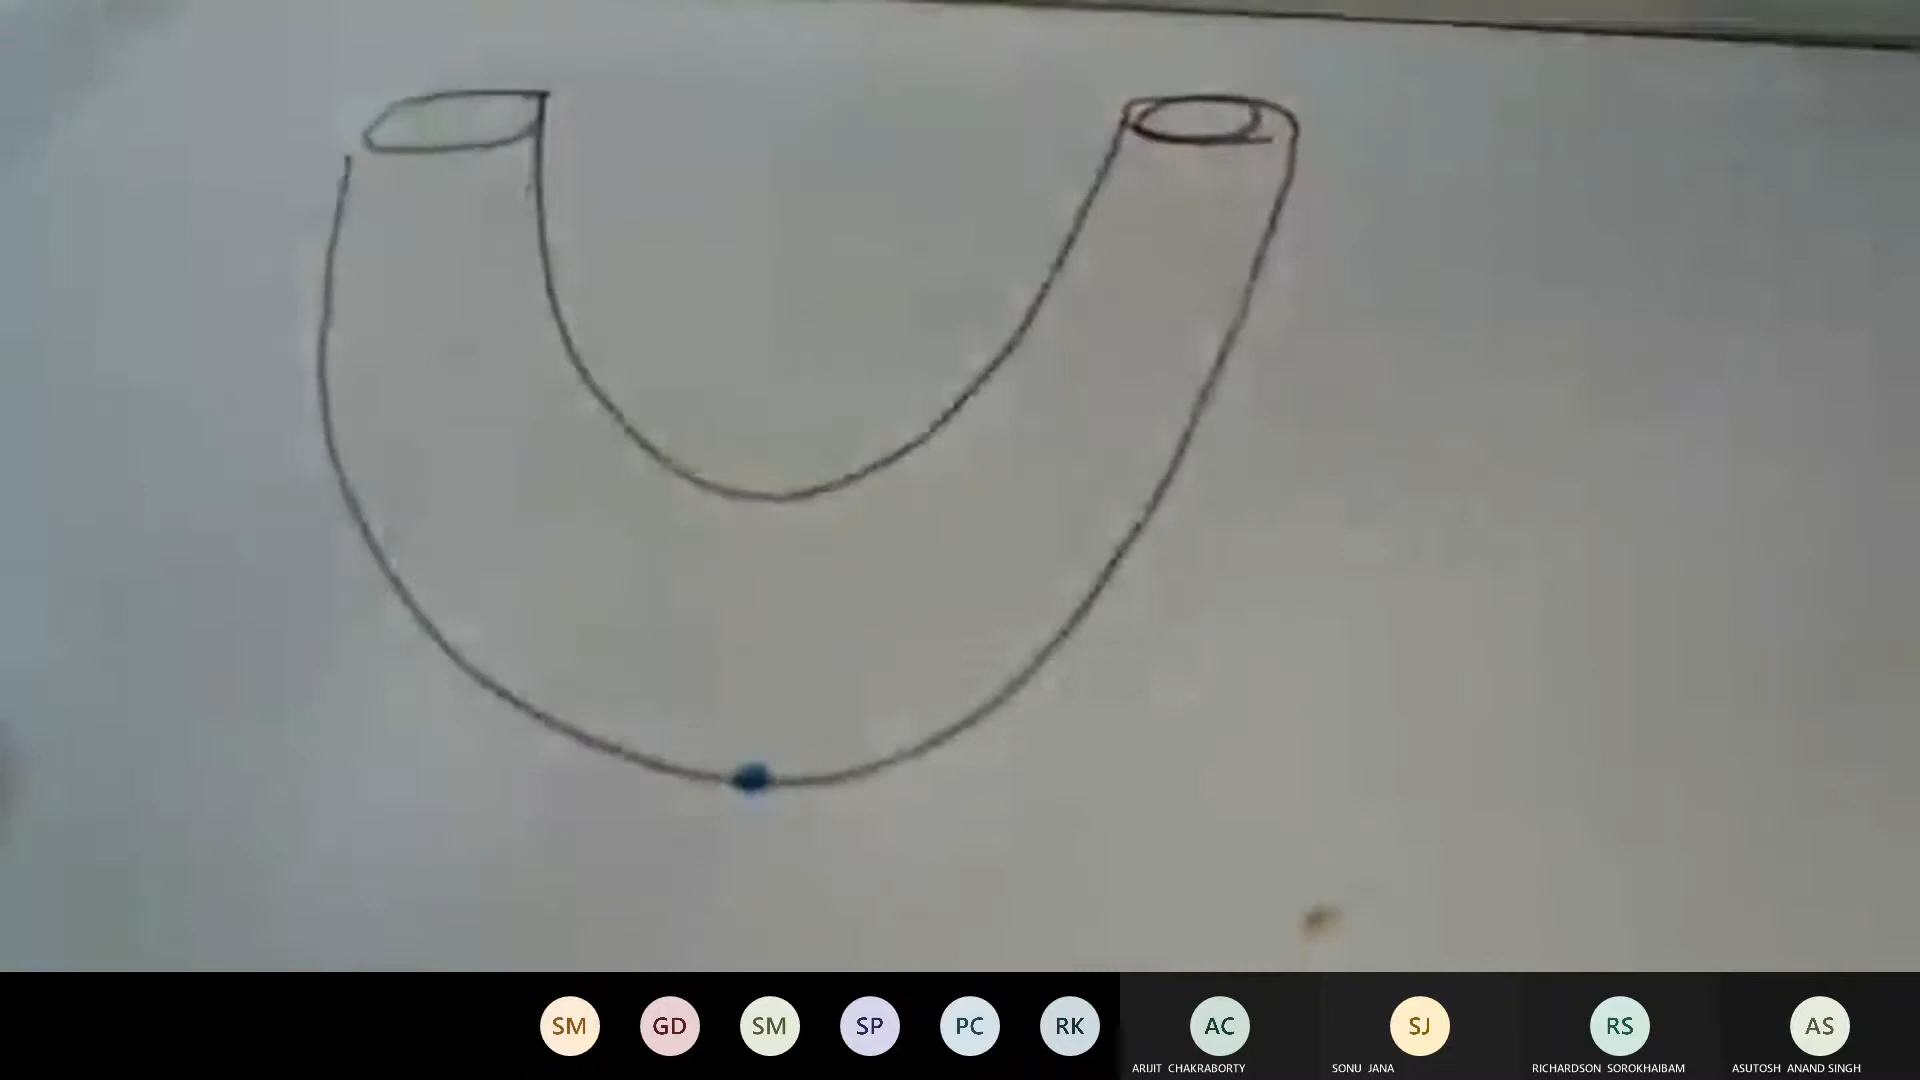 SM GD SM SP PC RK AC SJ RS AS
ARIJIT CHAKRABORTY SONU JANA RICHARDSON SOROKHAIBAM ASUTOSH ANAND SINGH